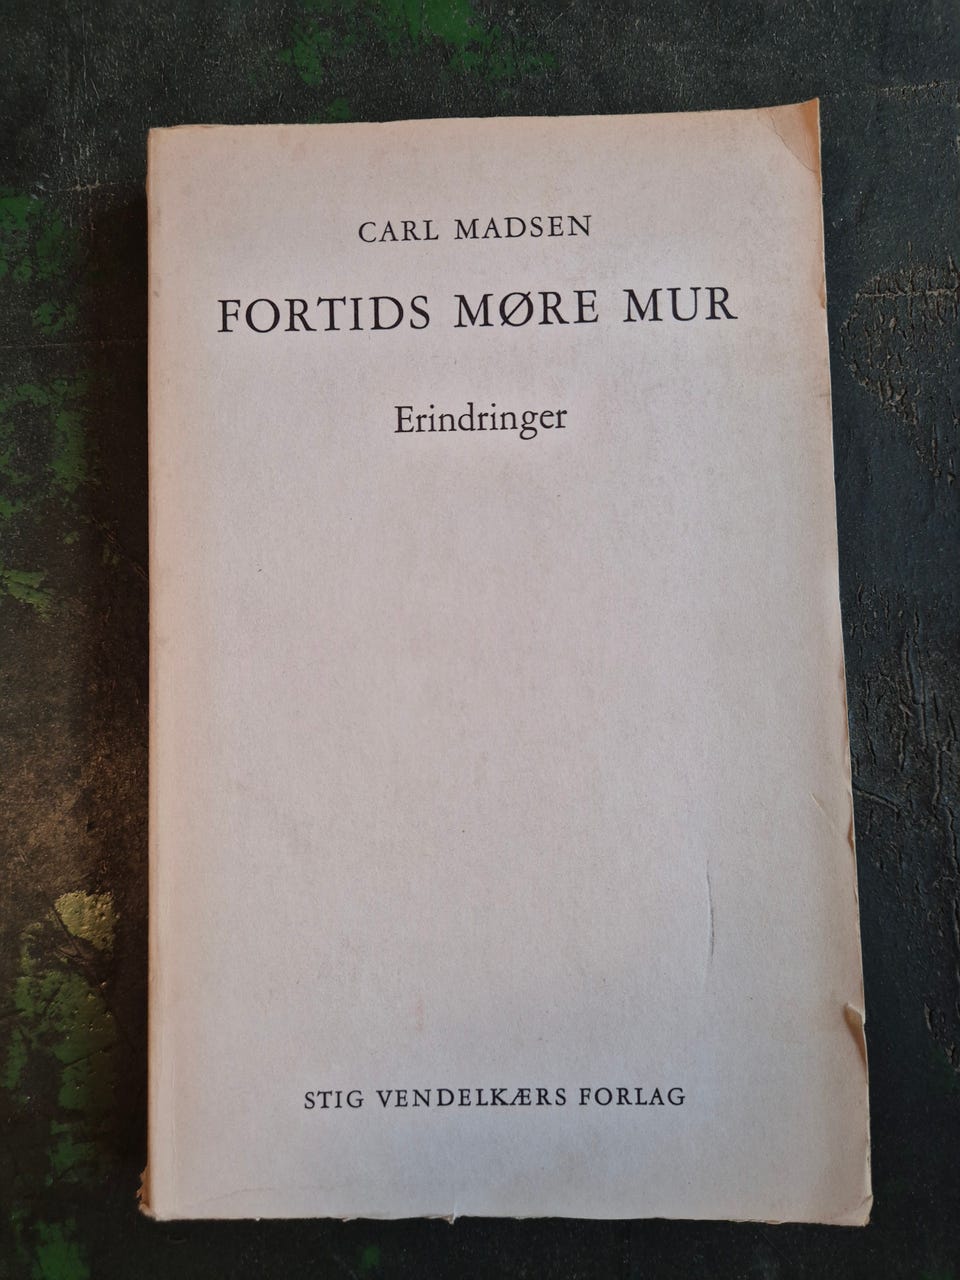 CARL MADSEN
FORTIDS MØRE MUR
Erindringer
STIG VENDELKÆRS FORLAG